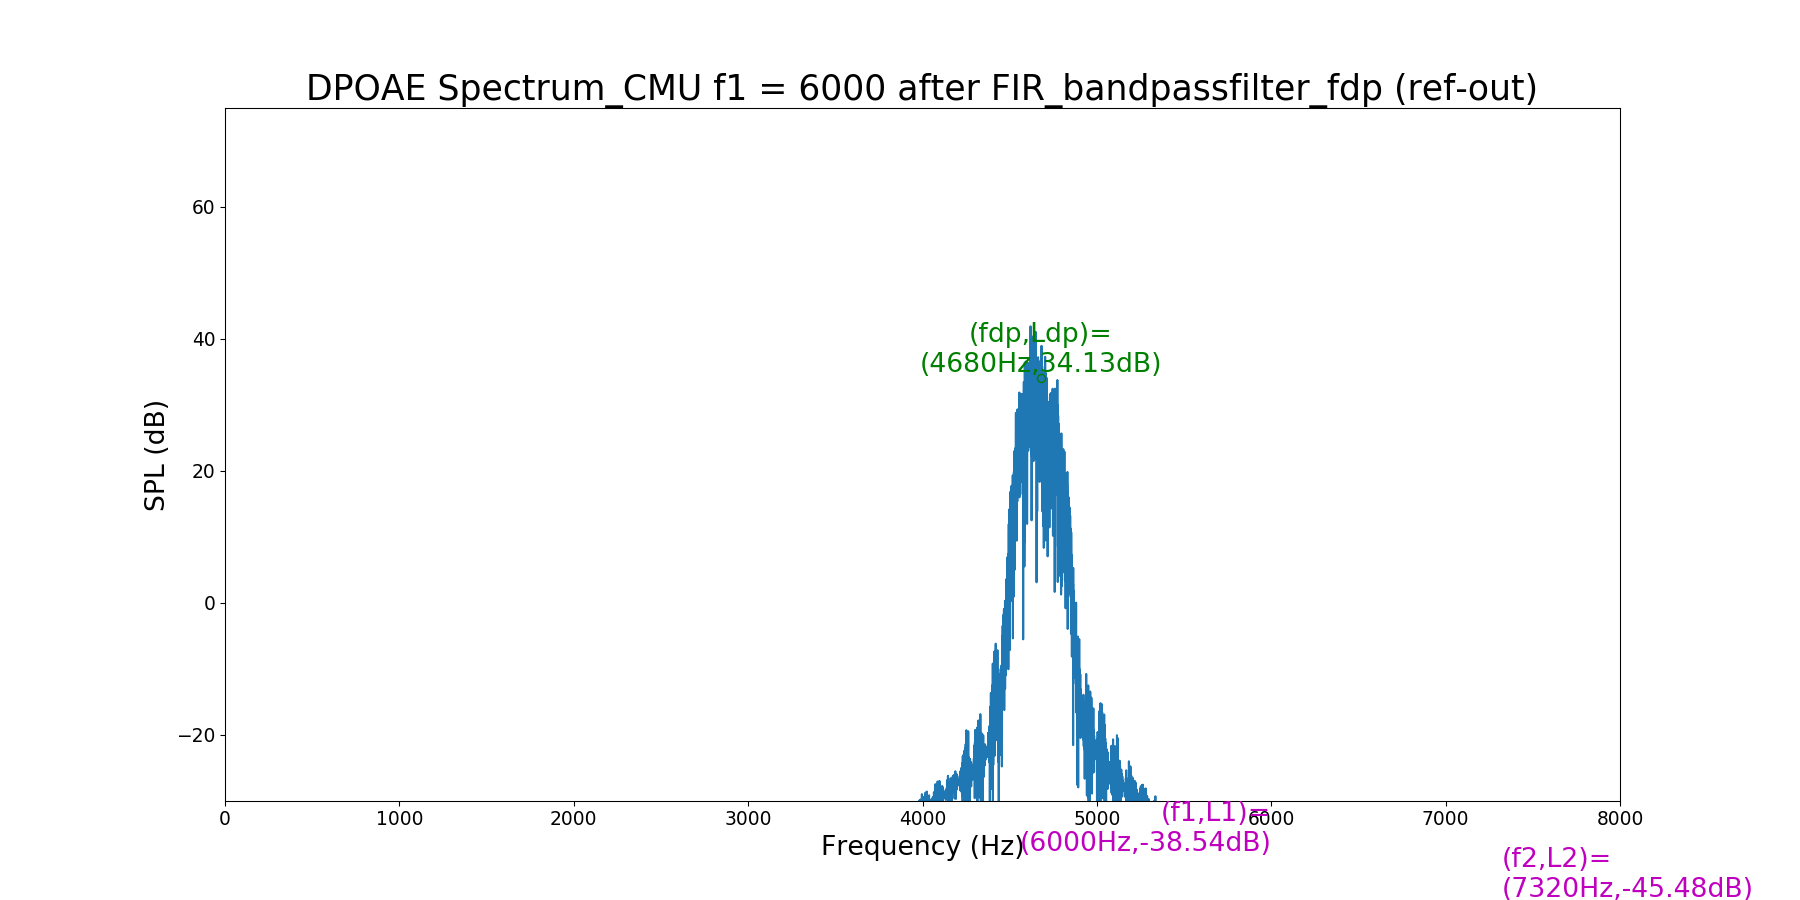 DPOAE Spectrum_CMU f1 = 6000 after FIR_bandpassfilter_fdp (ref-out)
60
40
20
0
−20
SPL (dB)
(fdp,Ldp)=
(4680Hz,34.13dB)
0
1000
2000
3000
4000
5000
6000
7000
8000
Frequency (Hz)
(f1,L1)=
(6000Hz,-38.54dB)
(f2,L2)=
(7320Hz,-45.48dB)